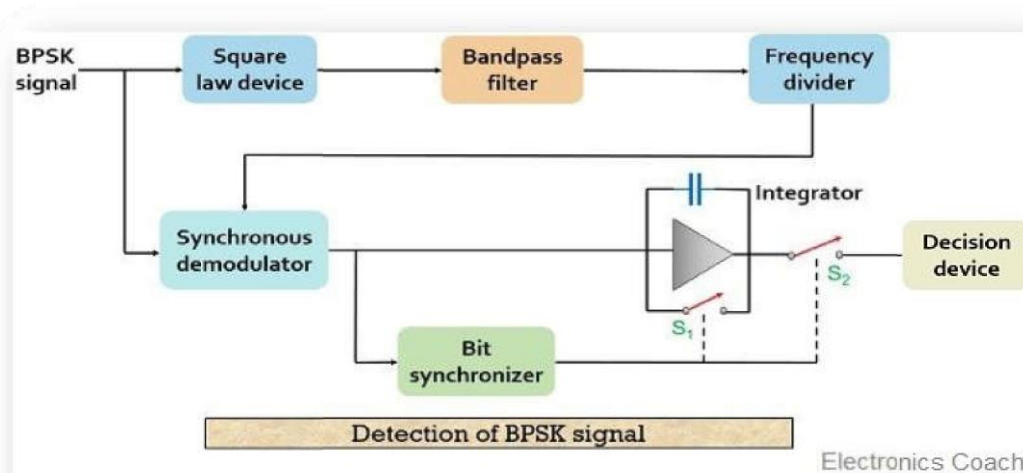 BPSK
signal
Square
law device
Bandpass
filter
Frequency
divider
Integrator
Synchronous
demodulator
S₂
Decision
device
S₁
Bit
synchronizer
Detection of BPSK signal
Electronics Coach